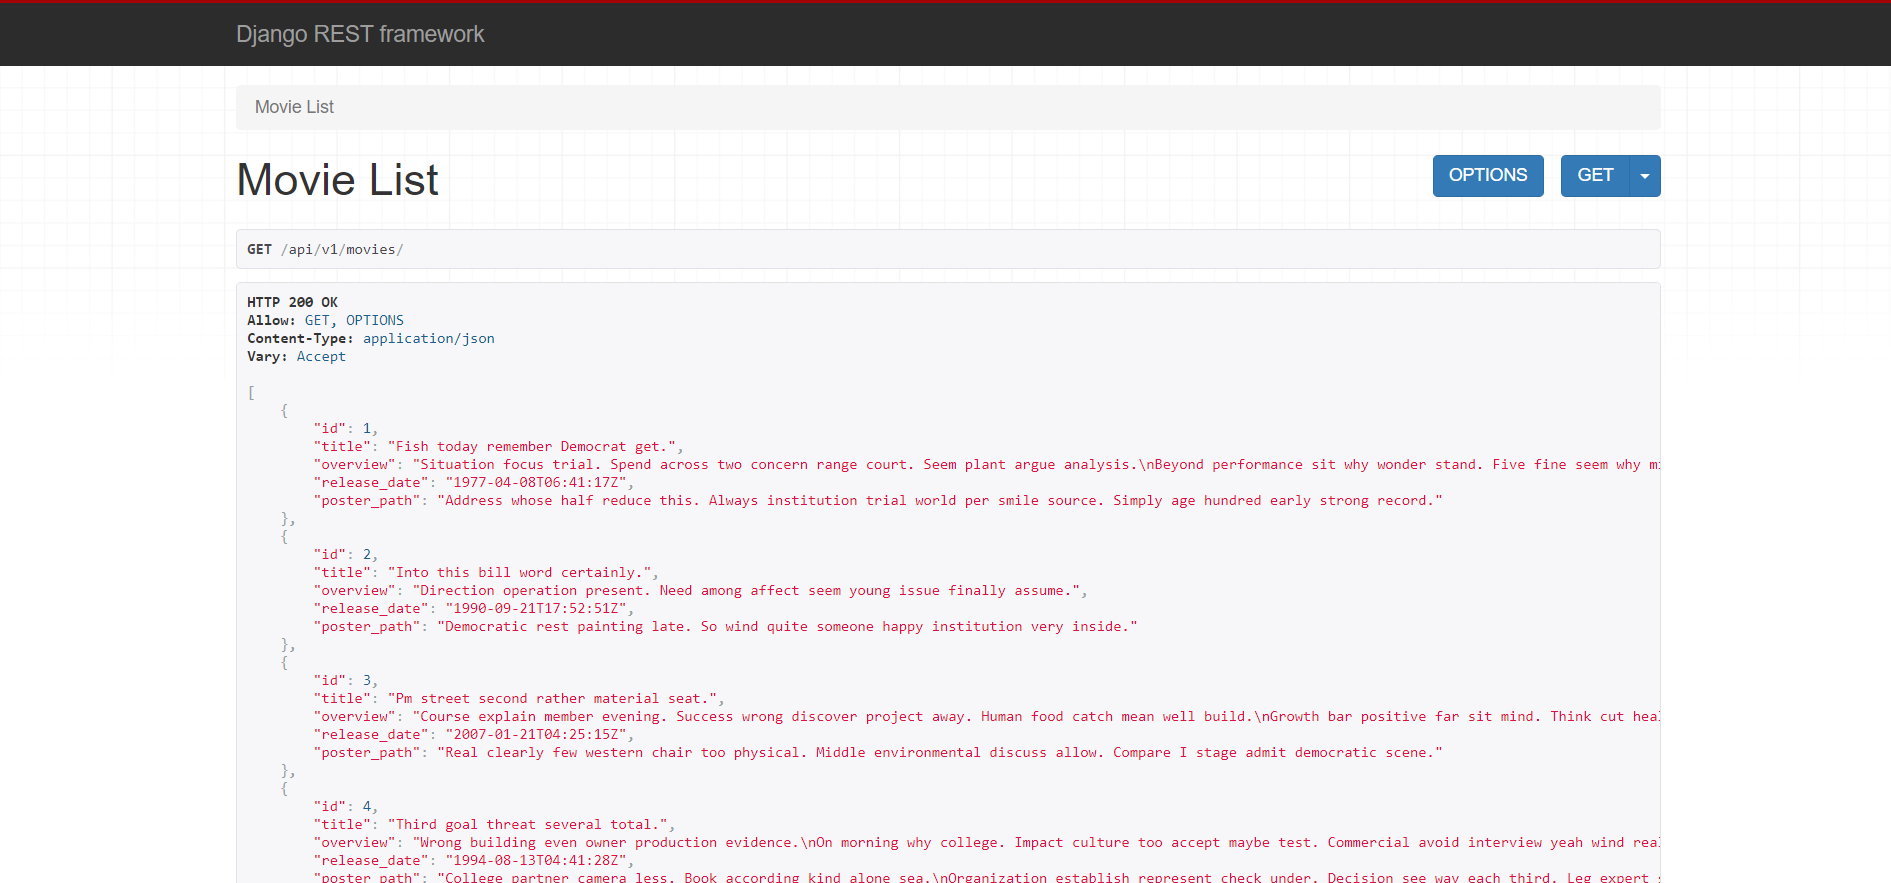 Django REST framework
Movie List
Movie List
OPTIONS
GET
GET /api/v1/movies/
HTTP 200 OK
Allow: GET, OPTIONS
Content-Type: application/json
Vary: Accept
[
{
"id": 1,
"title": "Fish today remember Democrat get.",
"overview": "Situation focus trial. Spend across two concern range court. Seem plant argue analysis.\nBeyond performance sit why wonder stand. Five fine seem why
"release_date": "1977-04-08T06:41:17Z",
"poster_path": "Address whose half reduce this. Always institution trial world per smile source. Simply age hundred early strong record."
},
{
"id": 2,
"title": "Into this bill word certainly.",
"overview": "Direction operation present. Need among affect seem young issue finally assume.",
"release_date": "1990-09-21T17:52:51Z",
"poster_path": "Democratic rest painting late. So wind quite someone happy institution very inside."
},
{
"id": 3,
"title": "Pm street second rather material seat.",
"overview": "Course explain member evening. Success wrong discover project away. Human food catch mean well build.\nGrowth bar positive far sit mind. Think cut
"release_date": "2007-01-21T04:25:15Z",
"poster_path": "Real clearly few western chair too physical. Middle environmental discuss allow. Compare I stage admit democratic scene."
},
{
"id": 4,
"title": "Third goal threat several total.",
"overview": "Wrong building even owner production evidence.\nOn morning why college. Impact culture too accept maybe test. Commercial avoid interview yeah wind
"release_date": "1994-08-13T04:41:28Z",
"poster_path": "College partner camera less. Book according kind alone sea.\nOrganization establish represent check under. Decision see way each third. Leg expert